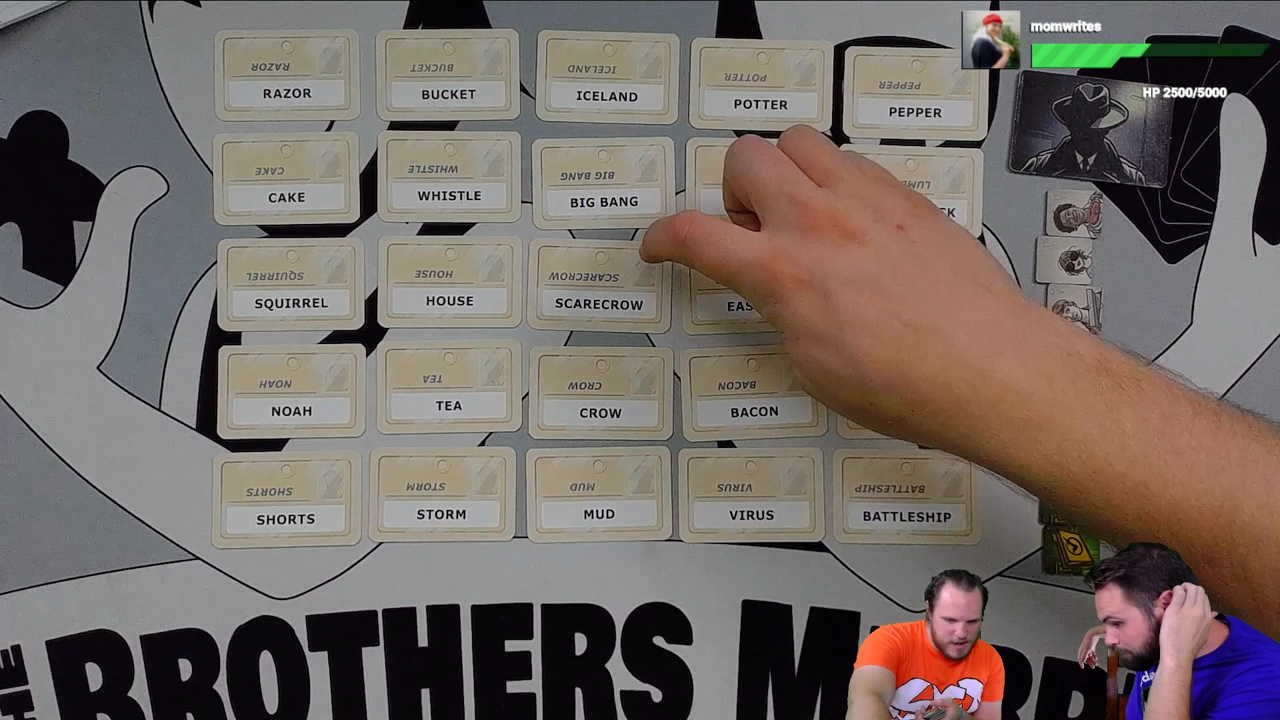 momwrites
HP 2500/5000
RAZOR
RAZOR
BUCKET
BUCKET
ICELAND
ICELAND
POTTER
POTTER
PEPPER
PEPPER
CAKE
CAKE
WHISTLE
WHISTLE
BIG BANG
BIG BANG
SQUIRREL
SQUIRREL
HOUSE
HOUSE
SCARECROW
SCARECROW
NOAH
NOAH
TEA
TEA
CROW
CROW
BACON
BACON
SHORTS
SHORTS
STORM
STORM
MUD
MUD
VIRUS
VIRUS
BATTLESHIP
BATTLESHIP
THE BROTHERS